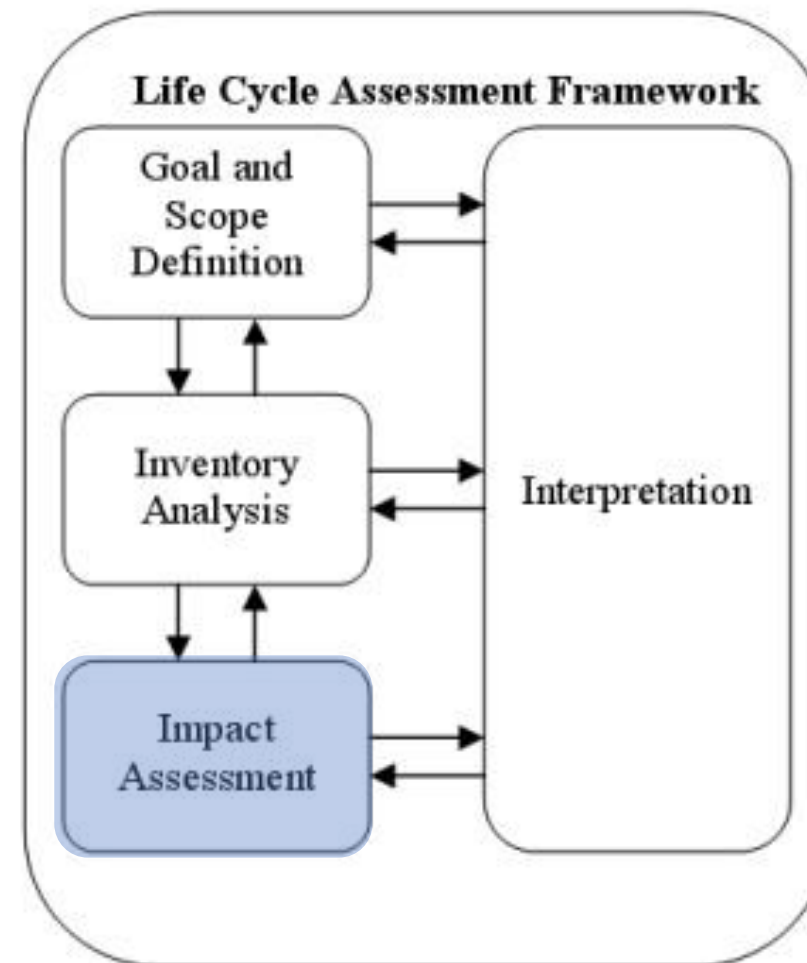 Life Cycle Assessment Framework
Goal and
Scope
Definition
Inventory
Analysis
Interpretation
Impact
Assessment